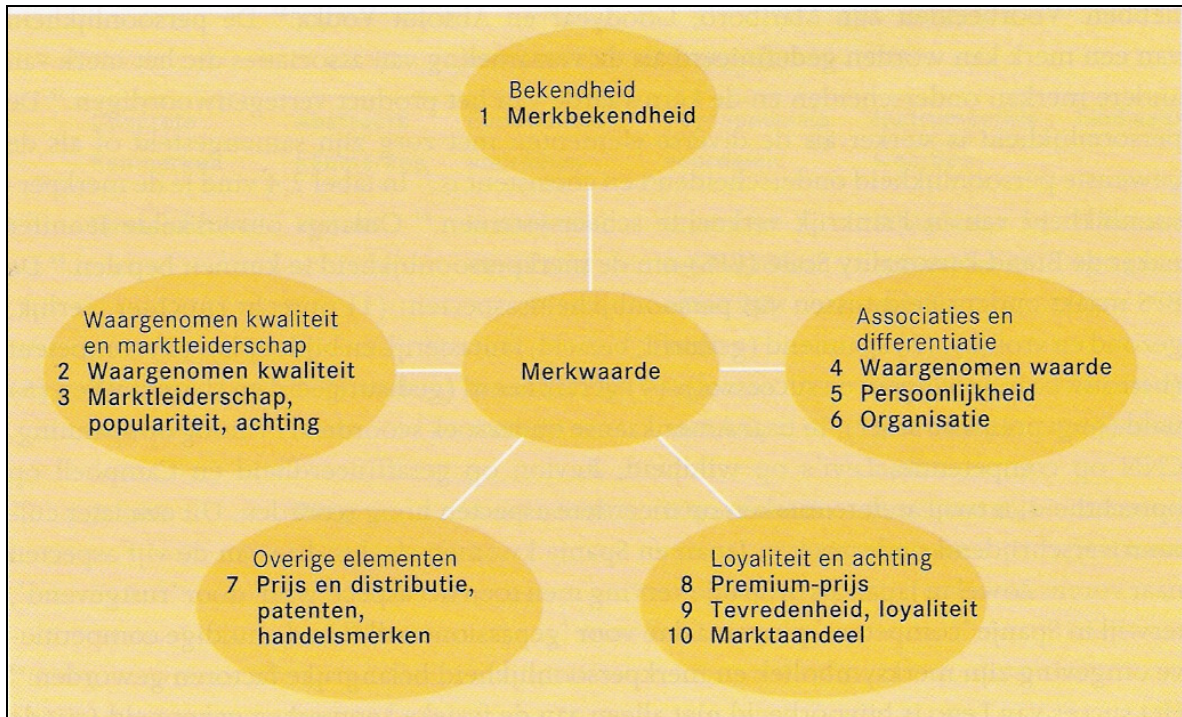 Bekendheid
1 Merkbekendheid
Waargenomen kwaliteit
en marktleiderschap
2 Waargenomen kwaliteit
3 Marktleiderschap,
populariteit, achting
Merkwaarde
Associaties en
differentiatie
4 Waargenomen waarde
5 Persoonlijkheid
6 Organisatie
Overige elementen
7 Prijs en distributie,
patenten,
handelsmerken
Loyaliteit en achting
8 Premium-prijs
9 Tevredenheid, loyaliteit
10 Marktaandeel